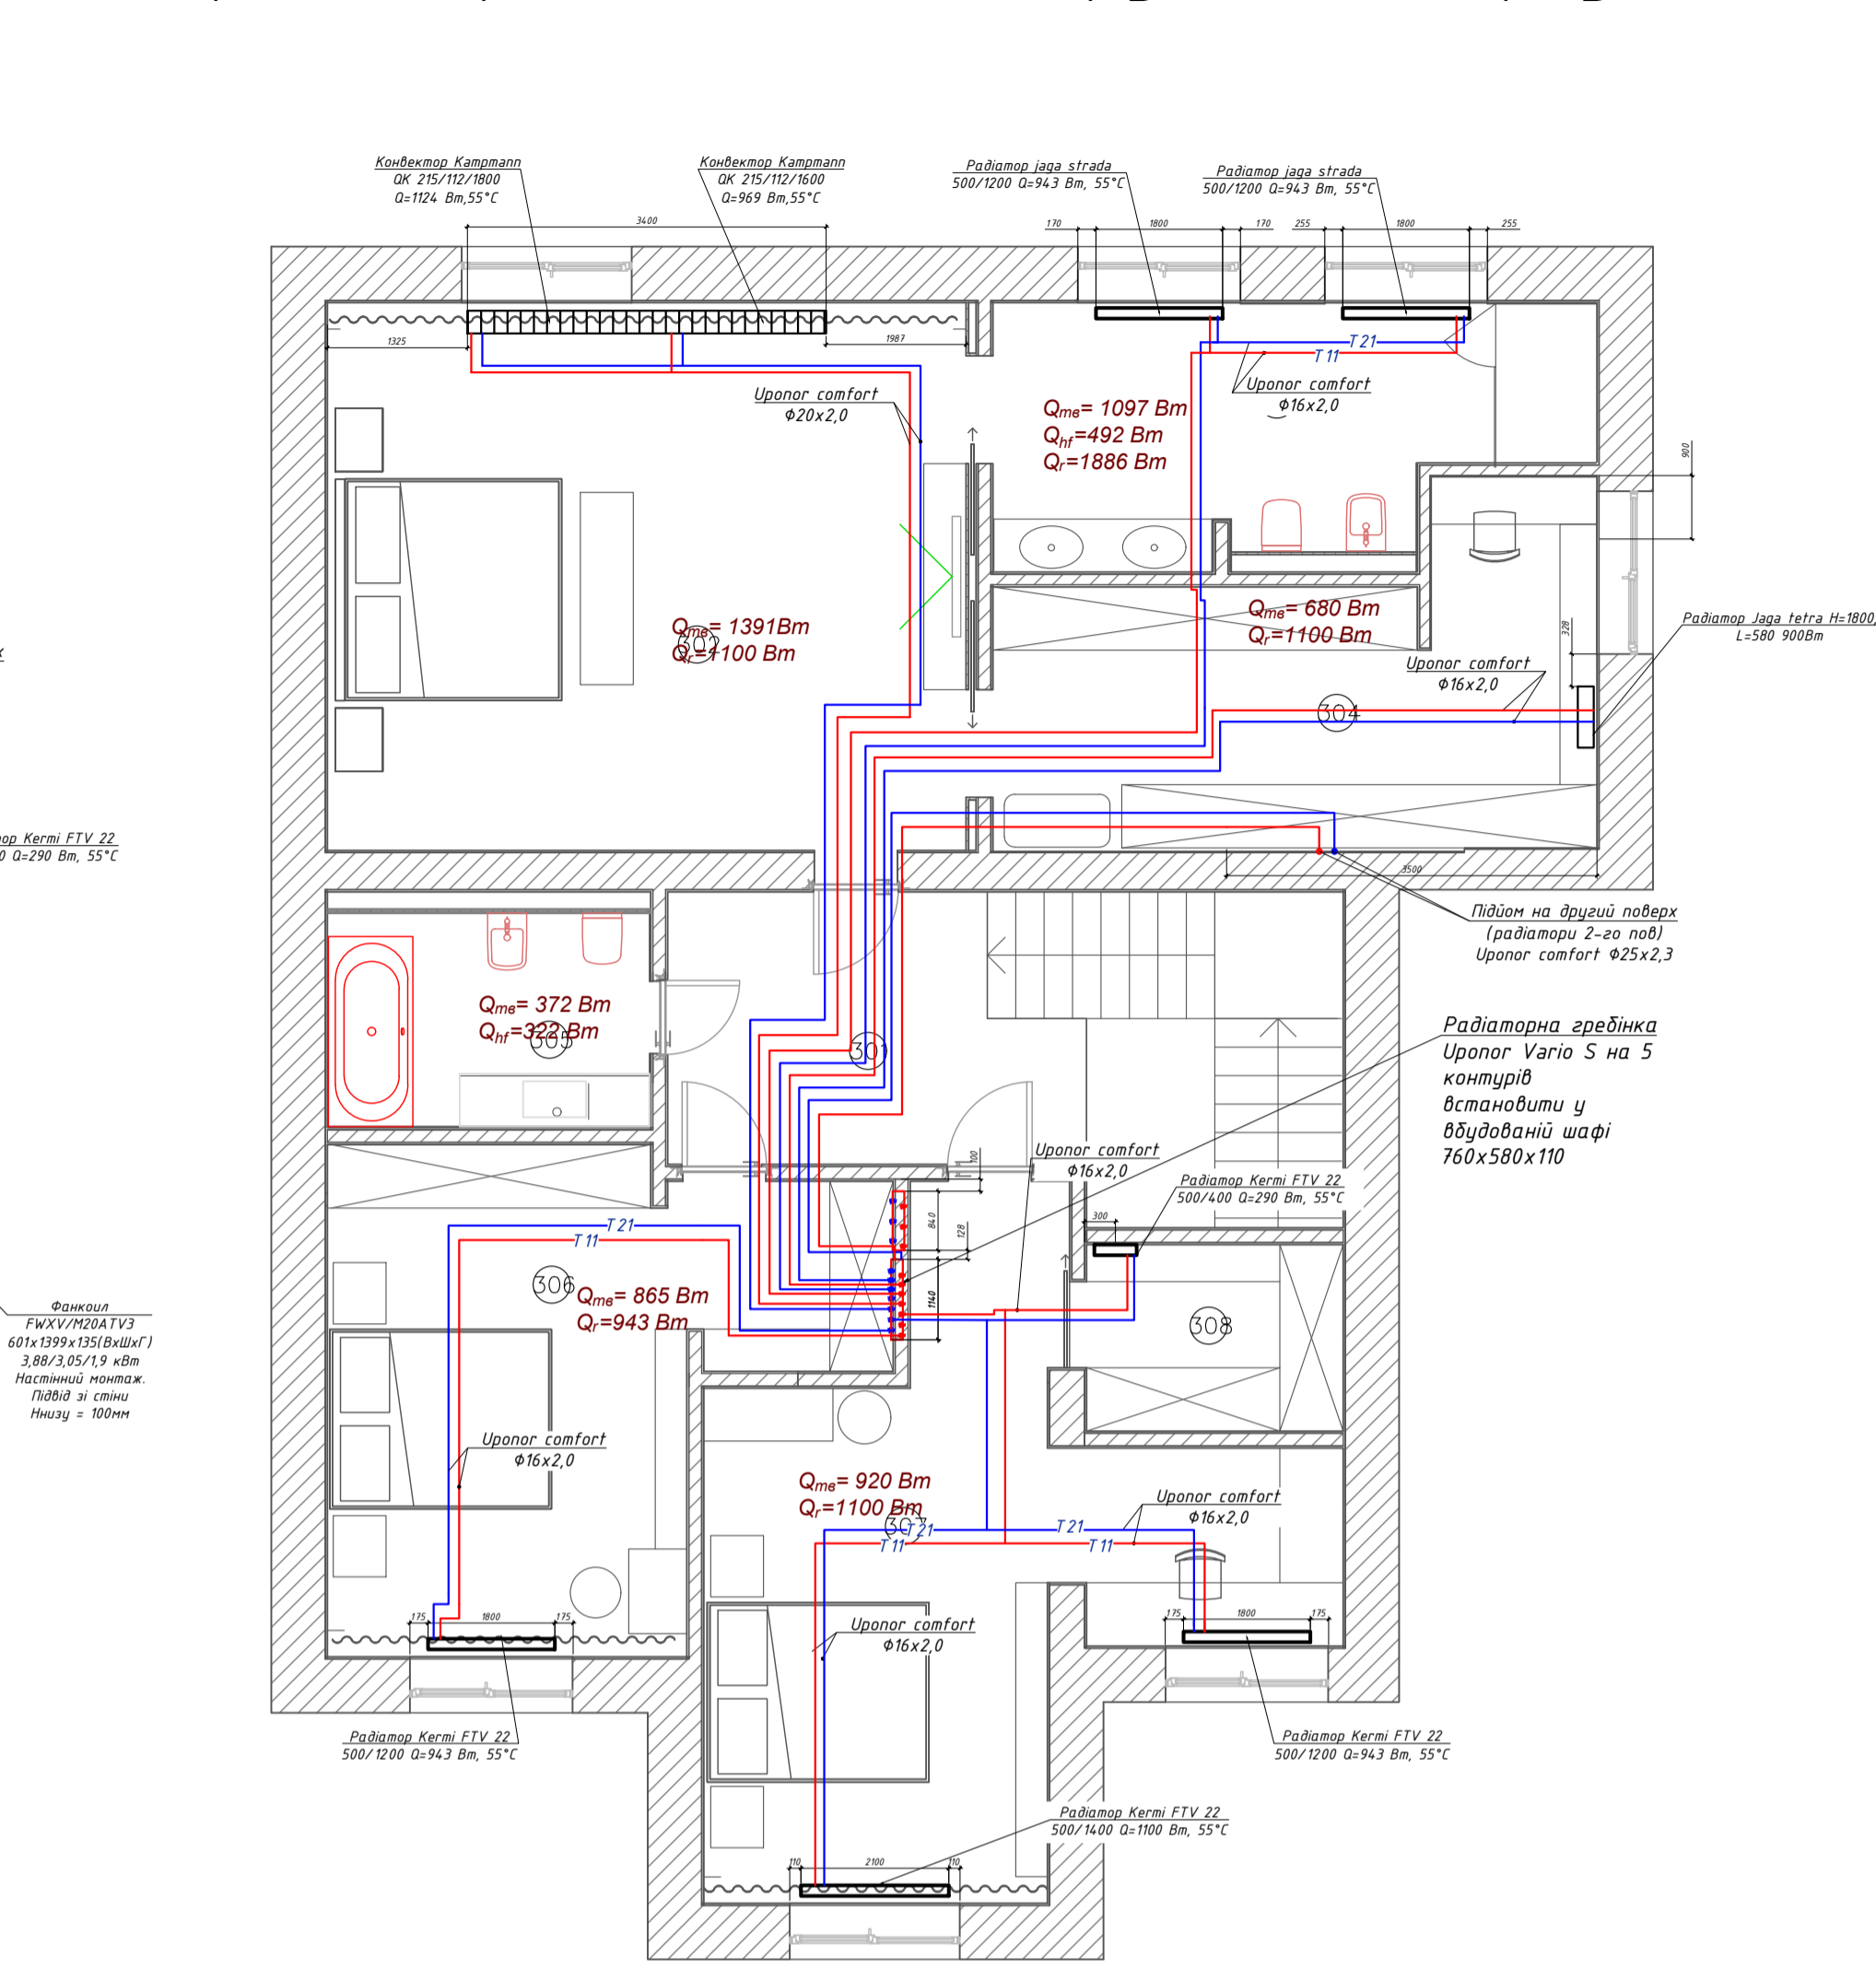 Конвектор Kampmann
QK 215/112/1800
Q=1124 Вт,55°C
Конвектор Kampmann
QK 215/112/1600
Q=969 Вт,55°C
Радіатор jaga strada
500/1200 Q=943 Вт, 55°C
Радіатор jaga strada
500/1200 Q=943 Вт, 55°C
3400
170
1800
170
255
1800
255
1325
1987
T 21
T 11
Uponor comfort
Ф20x2,0
Uponor comfort
Ф16x2,0
Qтв= 1097 Вт
Qhf=492 Вт
Qr=1886 Вт
900
Qтв= 1391Вт
Qr=1100 Вт
302
Qтв= 680 Вт
Qr=1100 Вт
328
Радіатор Jaga tetra H=1800,
L=580 900Вт
Uponor comfort
Ф16x2,0
304
ор Kermi FTV 22
0 Q=290 Вт, 55°C
3500
Підйом на другий поверх
(радіатори 2-го пов)
Uponor comfort Ф25x2,3
Qтв= 372 Вт
Qhf=322 Вт
305
301
Радіаторна гребінка
Uponor Vario S на 5
контурів
встановити у
вбудованій шафі
760x580x110
Uponor comfort
Ф16x2,0
100
Радіатор Kermi FTV 22
500/400 Q=290 Вт, 55°C
300
840
128
1140
T 21
T 11
306
Qтв= 865 Вт
Qr=943 Вт
308
Фанкоил
FWXV/M20ATV3
601x1399x135(ВxШxГ)
3,88/3,05/1,9 кВт
Настінний монтаж.
Підвід зі стіни
Ннизу = 100мм
Uponor comfort
Ф16x2,0
Qтв= 920 Вт
Qr=1100 Вт
307
T 21
T 11
T 21
T 11
Uponor comfort
Ф16x2,0
175
1800
175
Uponor comfort
Ф16x2,0
175
1800
175
Радіатор Kermi FTV 22
500/1200 Q=943 Вт, 55°C
Радіатор Kermi FTV 22
500/1200 Q=943 Вт, 55°C
Радіатор Kermi FTV 22
500/1400 Q=1100 Вт, 55°C
110
2100
110